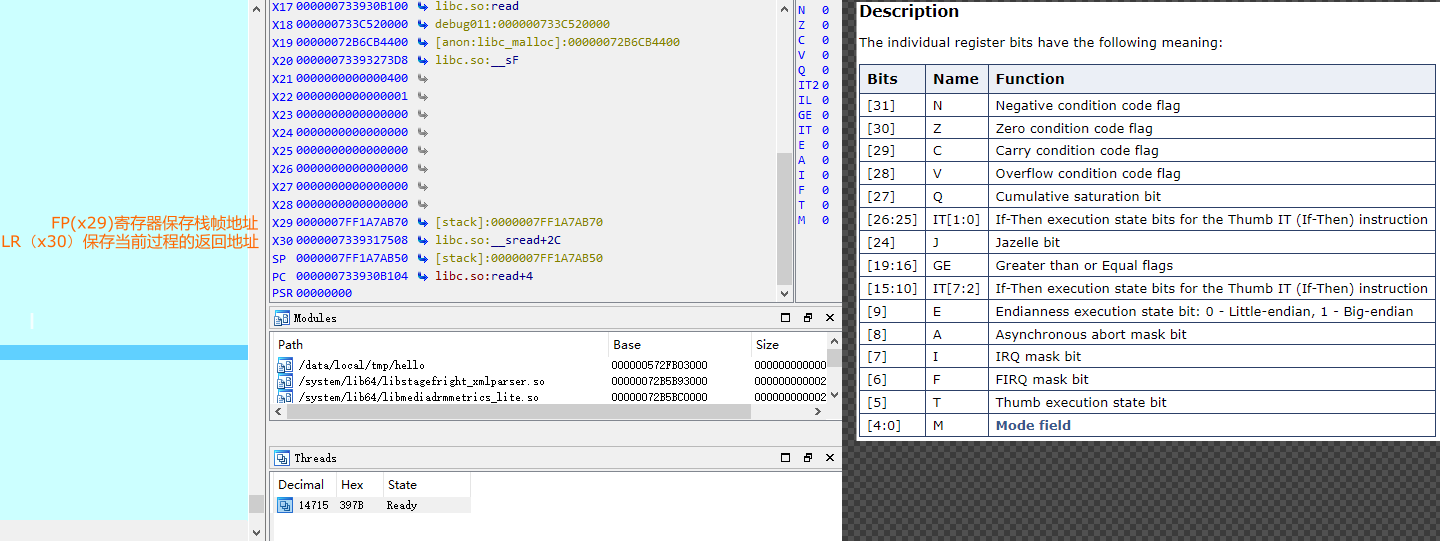 FP(x29)寄存器保存栈帧地址
LR（x30）保存当前过程的返回地址
X17 000000733930B100 libc.so:read
X18 000000733C520000 debug011:000000733C520000
X19 00000072B6CB4400 [anon:libc_malloc]:00000072B6CB4400
X20 00000073393273D8 libc.so:__sF
X21 0000000000000400
X22 0000000000000001
X23 0000000000000000
X24 0000000000000000
X25 0000000000000000
X26 0000000000000000
X27 0000000000000000
X28 0000000000000000
X29 0000007FF1A7AB70 [stack]:0000007FF1A7AB70
X30 0000007339317508 libc.so:__sread+2C
SP 0000007FF1A7AB50 [stack]:0000007FF1A7AB50
PC 000000733930B104 libc.so:read+4
PSR 00000000
N 0
Z 0
C 0
V 0
Q 0
IT2 0
IL 0
GE 0
IT 0
E 0
A 0
I 0
F 0
T 0
M 0
Modules
Path Base Size
/data/local/tmp/hello 000000572FB03000 000000000000
/system/lib64/libstagefright_xmlparser.so 00000072B5B93000 000000000002
/system/lib64/libmediadrmmetrics_lite.so 00000072B5BC0000 000000000002
Threads
Decimal Hex State
14715 397B Ready
Description
The individual register bits have the following meaning:
Bits Name Function
[31] N Negative condition code flag
[30] Z Zero condition code flag
[29] C Carry condition code flag
[28] V Overflow condition code flag
[27] Q Cumulative saturation bit
[26:25] IT[1:0] If-Then execution state bits for the Thumb IT (If-Then) instruction
[24] J Jazelle bit
[19:16] GE Greater than or Equal flags
[15:10] IT[7:2] If-Then execution state bits for the Thumb IT (If-Then) instruction
[9] E Endianness execution state bit: 0 - Little-endian, 1 - Big-endian
[8] A Asynchronous abort mask bit
[7] I IRQ mask bit
[6] F FIRQ mask bit
[5] T Thumb execution state bit
[4:0] M Mode field